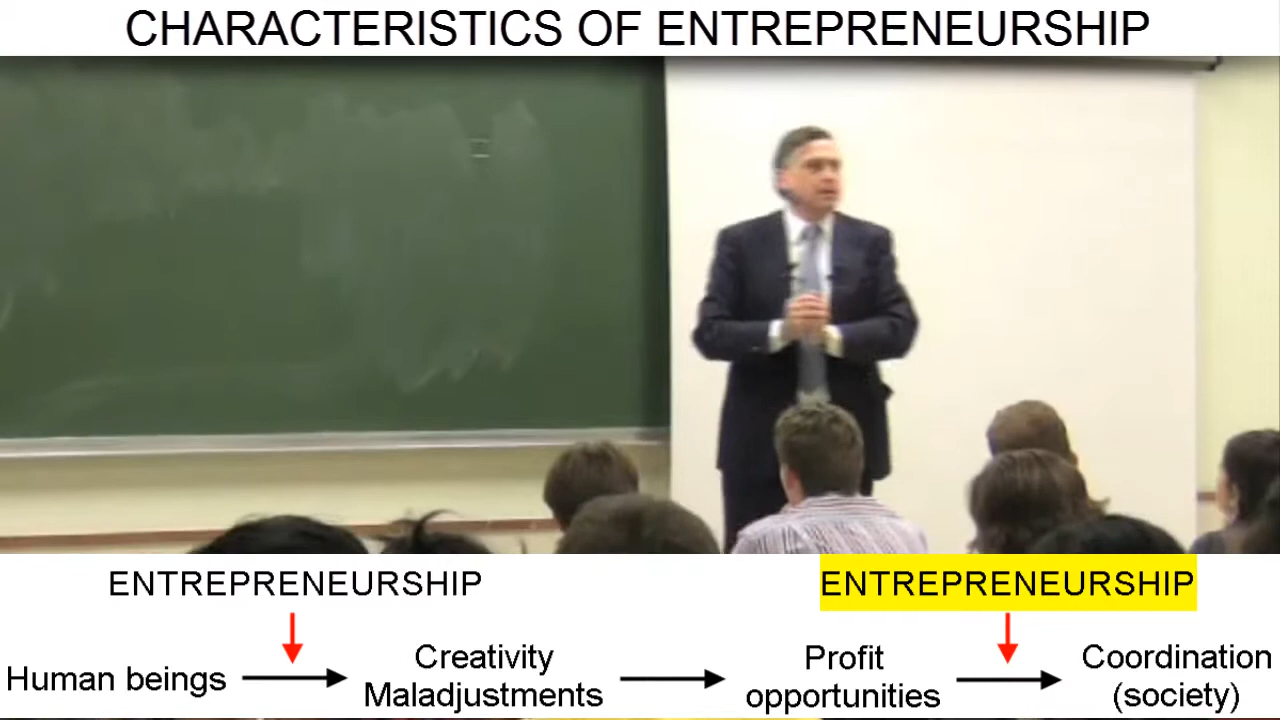 CHARACTERISTICS OF ENTREPRENEURSHIP
ENTREPRENEURSHIP
ENTREPRENEURSHIP
Human beings
Creativity
Maladjustments
Profit
opportunities
Coordination
(society)